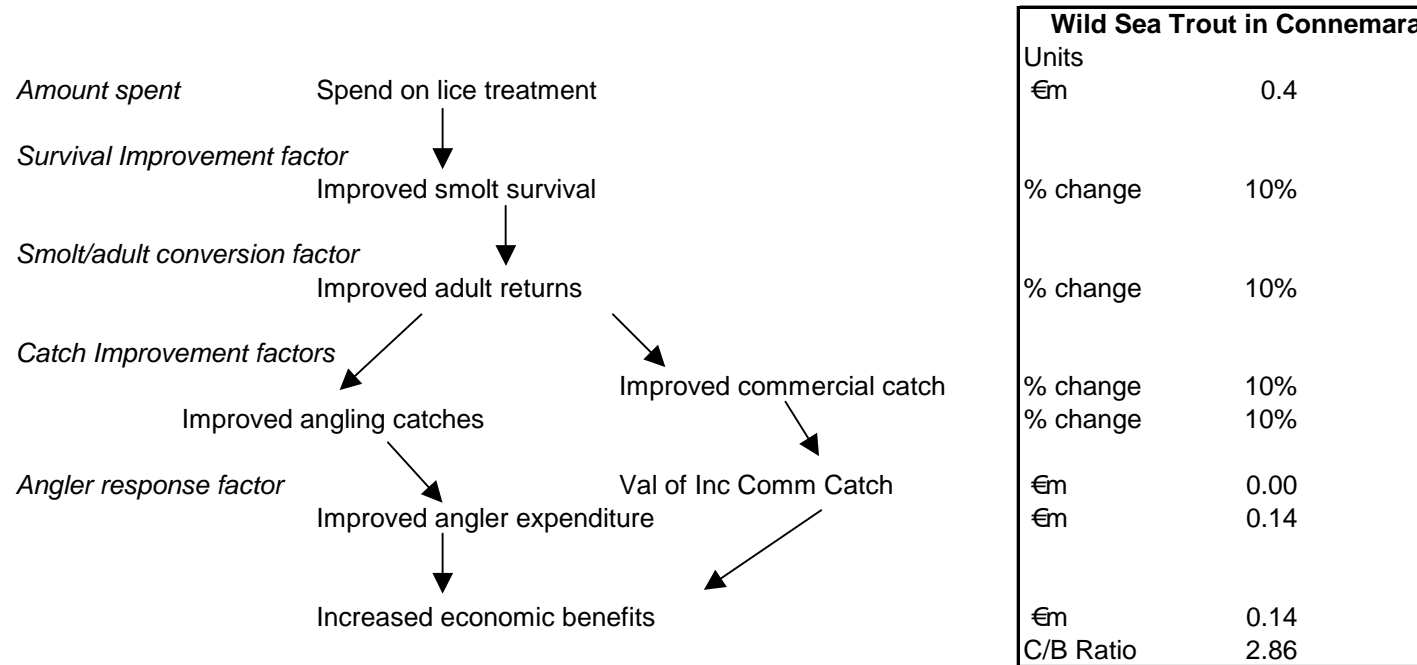 Wild Sea Trout in Connemara
Units
Amount spent Spend on lice treatment €m 0.4
Survival Improvement factor
Improved smolt survival % change 10%
Smolt/adult conversion factor
Improved adult returns % change 10%
Catch Improvement factors
Improved commercial catch % change 10%
Improved angling catches % change 10%
Angler response factor Val of Inc Comm Catch €m 0.00
Improved angler expenditure €m 0.14
Increased economic benefits €m 0.14
C/B Ratio 2.86